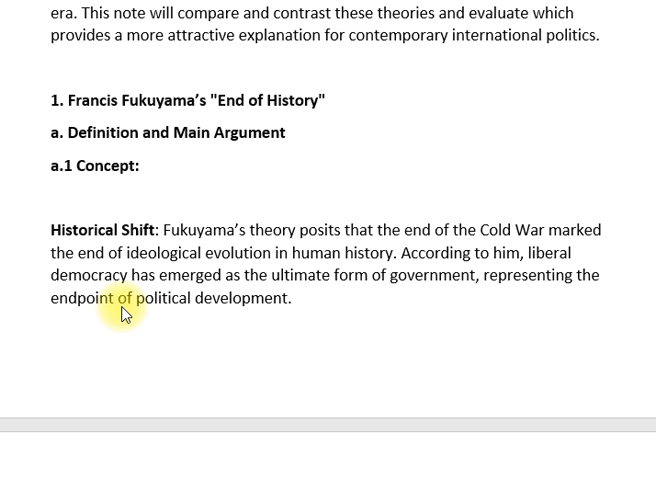 era. This note will compare and contrast these theories and evaluate which
provides a more attractive explanation for contemporary international politics.
1. Francis Fukuyama’s "End of History"
a. Definition and Main Argument
a.1 Concept:
Historical Shift: Fukuyama’s theory posits that the end of the Cold War marked
the end of ideological evolution in human history. According to him, liberal
democracy has emerged as the ultimate form of government, representing the
endpoint of political development.